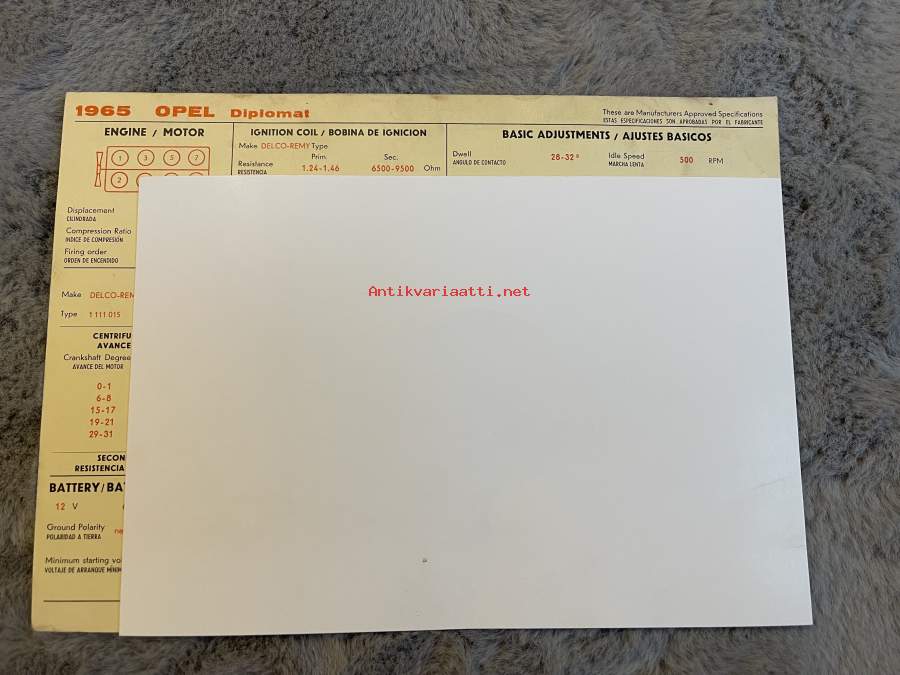 1965 OPEL Diplomat
These are Manufacturers Approved Specifications
ESTAS ESPECIFICACIONES SON APROBADAS POR EL FABRICANTE
ENGINE / MOTOR
1 3 5 7
2
Displacement
CILINDRADA
Compression Ratio
INDICE DE COMPRESIÓN
Firing order
ORDEN DE ENCENDIDO
Make DELCO-REM
Type 1 111 015
CENTRIFU
AVANCE
Crankshaft Degree
AVANCE DEL MOTOR
0-1
6-8
15-17
19-21
29-31
SECON
RESISTENCIA
BATTERY/BA
12 V
Ground Polarity ne
POLARIDAD A TIERRA
Minimum starting vo
VOLTAJE DE ARRANQUE MINIM
IGNITION COIL / BOBINA DE IGNICION
Make DELCO-REMY Type
Prim. Sec.
Resistance 1.24-1.46 6500-9500 Ohm
RESISTENCIA
BASIC ADJUSTMENTS / AJUSTES BASICOS
Dwell 28-32° Idle Speed 500 RPM
ANGULO DE CONTACTO MARCHA LENTA
Antikvariaatti.net